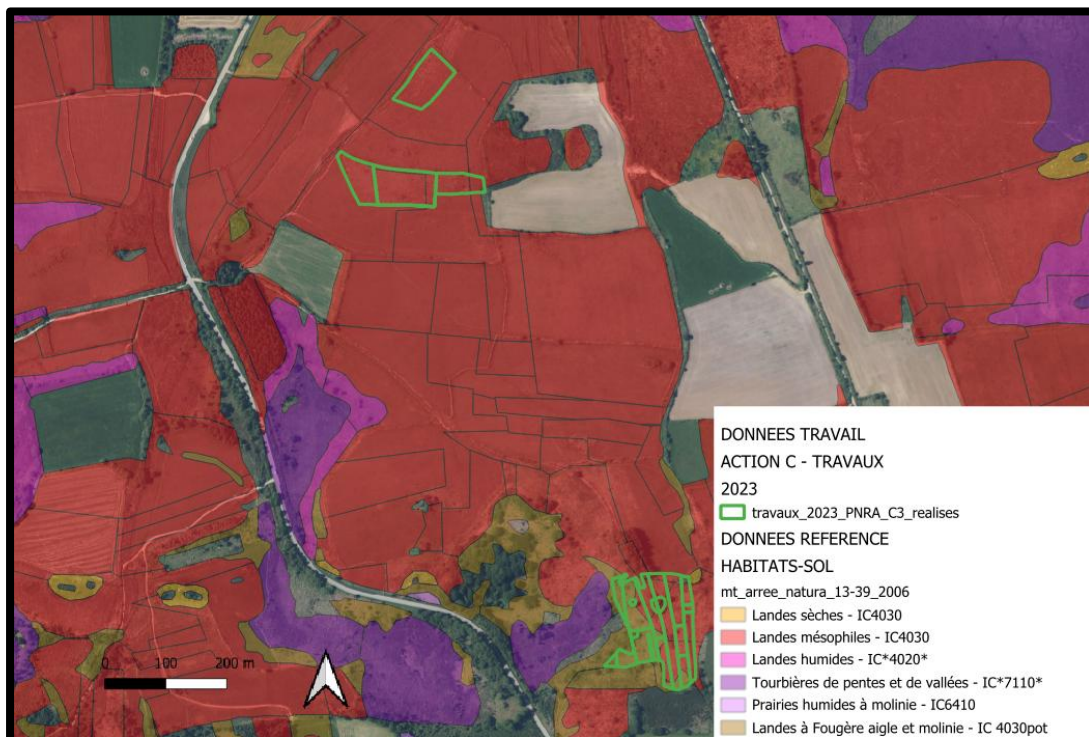 DONNEES TRAVAIL
ACTION C - TRAVAUX
2023
travaux_2023_PNRA_C3_realises
DONNEES REFERENCE
HABITATS-SOL
mt_arree_natura_13-39_2006
Landes sèches - IC4030
Landes mésophiles - IC4030
Landes humides - IC*4020*
Tourbières de pentes et de vallées - IC*7110*
Prairies humides à molinie - IC6410
Landes à Fougère aigle et molinie - IC 4030pot
0 100 200 m